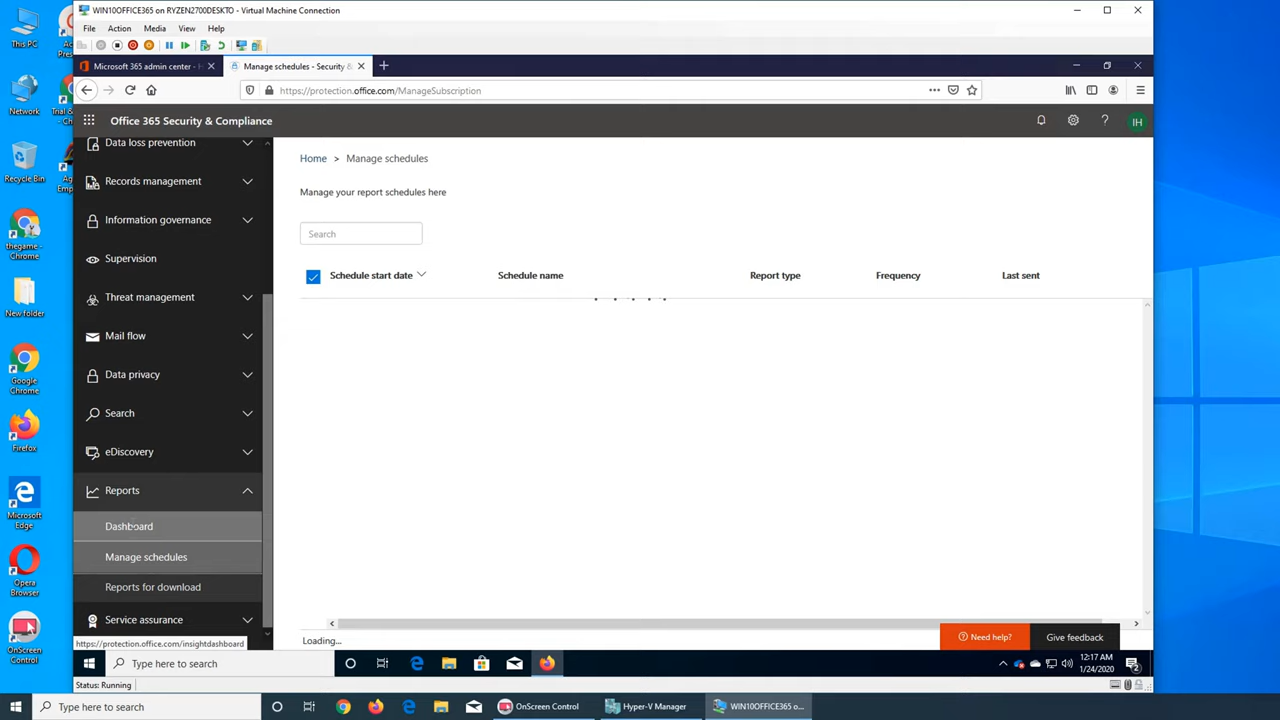 WIN10OFFICE365 on RYZEN2700DESKTO - Virtual Machine Connection
File Action Media View Help
Microsoft 365 admin center - H
Manage schedules - Security &
https://protection.office.com/ManageSubscription
Office 365 Security & Compliance
IH
Data loss prevention
Records management
Information governance
Supervision
Threat management
Mail flow
Data privacy
Search
eDiscovery
Reports
Dashboard
Manage schedules
Reports for download
Service assurance
https://protection.office.com/insightdashboard
Home > Manage schedules
Manage your report schedules here
Search
Schedule start date Schedule name Report type Frequency Last sent
Loading...
Need help?
Give feedback
Type here to search
12:17 AM
1/24/2020
2
Status: Running
This PC
Network
Recycle Bin
thegame - Chrome
New folder
Google Chrome
Firefox
Microsoft Edge
Opera Browser
OnScreen Control
Type here to search
OnScreen Control
Hyper-V Manager
WIN10OFFICE365 o...